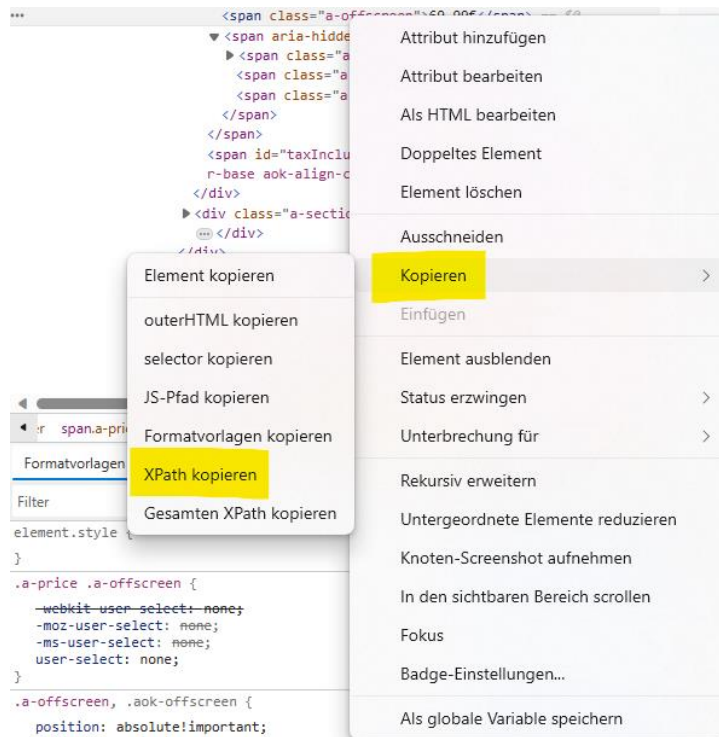 <span class="a-offscreen">69,99€</span> == $0
<span aria-hidde
<span class="a
<span class="a
<span class="a
</span>
</span>
<span id="taxInclu
r-base aok-align-c
</div>
<div class="a-sectio
</div>
</div>
Attribut hinzufügen
Attribut bearbeiten
Als HTML bearbeiten
Doppeltes Element
Element löschen
Ausschneiden
Kopieren
Einfügen
Element ausblenden
Status erzwingen
Unterbrechung für
Rekursiv erweitern
Untergeordnete Elemente reduzieren
Knoten-Screenshot aufnehmen
In den sichtbaren Bereich scrollen
Fokus
Badge-Einstellungen...
Als globale Variable speichern
Element kopieren
outerHTML kopieren
selector kopieren
JS-Pfad kopieren
Formatvorlagen kopieren
XPath kopieren
Gesamten XPath kopieren
er span.a-pri
Formatvorlagen
Filter
element.style {
}
.a-price .a-offscreen {
-webkit-user-select: none;
-moz-user-select: none;
-ms-user-select: none;
user-select: none;
}
.a-offscreen, .aok-offscreen {
position: absolute!important;